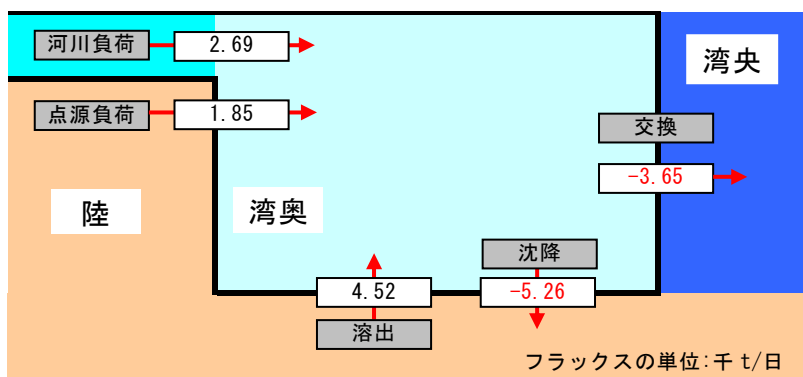 河川負荷
2.69
湾央
点源負荷
1.85
交換
-3.65
陸
湾奥
沈降
4.52
-5.26
溶出
フラックスの単位:千 t/日